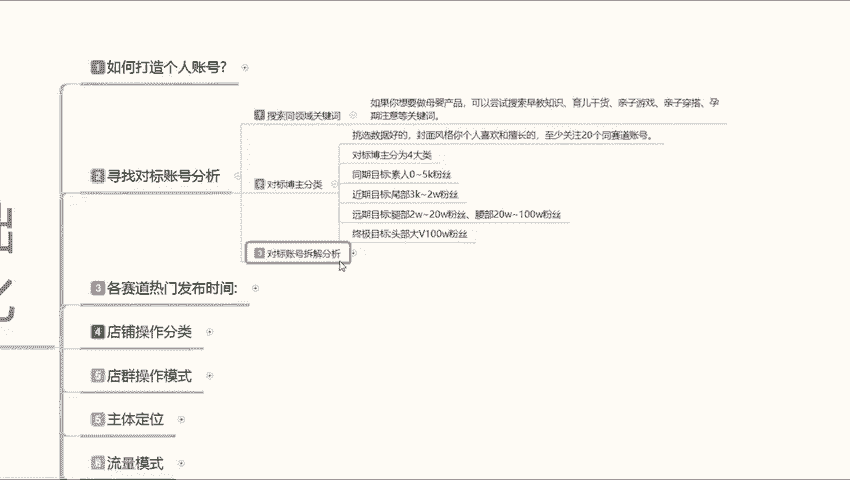 1 如何打造个人账号?
2 寻找对标账号分析
1 搜索同领域关键词
如果你想要做母婴产品，可以尝试搜索早教知识、育儿干货、亲子游戏、亲子穿搭、孕
期注意等关键词。
2 对标博主分类
挑选数据好的，封面风格你个人喜欢和擅长的，至少关注20个同赛道账号。
对标博主分为4大类
同期目标:素人0~5k粉丝
近期目标:尾部3k~2w粉丝
远期目标:腿部2w~20w粉丝、腰部20w~100w粉丝
终极目标:头部大V100w粉丝
3 对标账号拆解分析
3 各赛道热门发布时间:
4 店铺操作分类
店群操作模式
主体定位
流量模式